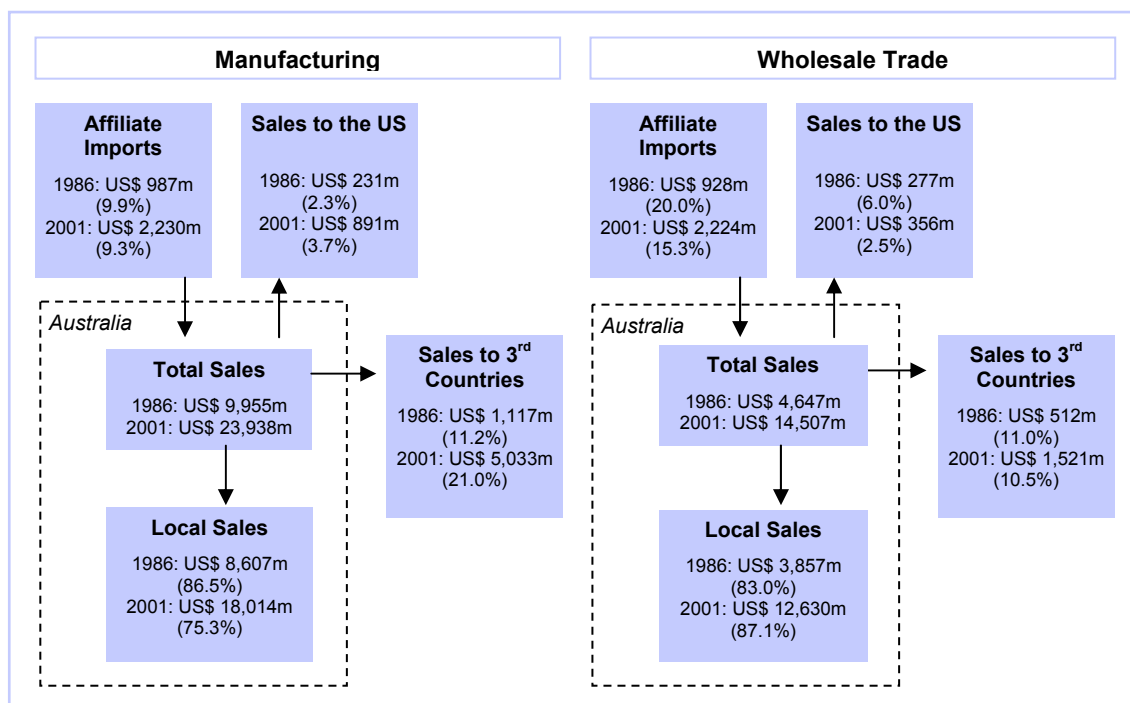 Manufacturing
Affiliate
Imports
1986: US$ 987m
(9.9%)
2001: US$ 2,230m
(9.3%)
Sales to the US
1986: US$ 231m
(2.3%)
2001: US$ 891m
(3.7%)
Australia
Total Sales
1986: US$ 9,955m
2001: US$ 23,938m
Sales to 3rd
Countries
1986: US$ 1,117m
(11.2%)
2001: US$ 5,033m
(21.0%)
Local Sales
1986: US$ 8,607m
(86.5%)
2001: US$ 18,014m
(75.3%)
Wholesale Trade
Affiliate
Imports
1986: US$ 928m
(20.0%)
2001: US$ 2,224m
(15.3%)
Sales to the US
1986: US$ 277m
(6.0%)
2001: US$ 356m
(2.5%)
Australia
Total Sales
1986: US$ 4,647m
2001: US$ 14,507m
Sales to 3rd
Countries
1986: US$ 512m
(11.0%)
2001: US$ 1,521m
(10.5%)
Local Sales
1986: US$ 3,857m
(83.0%)
2001: US$ 12,630m
(87.1%)